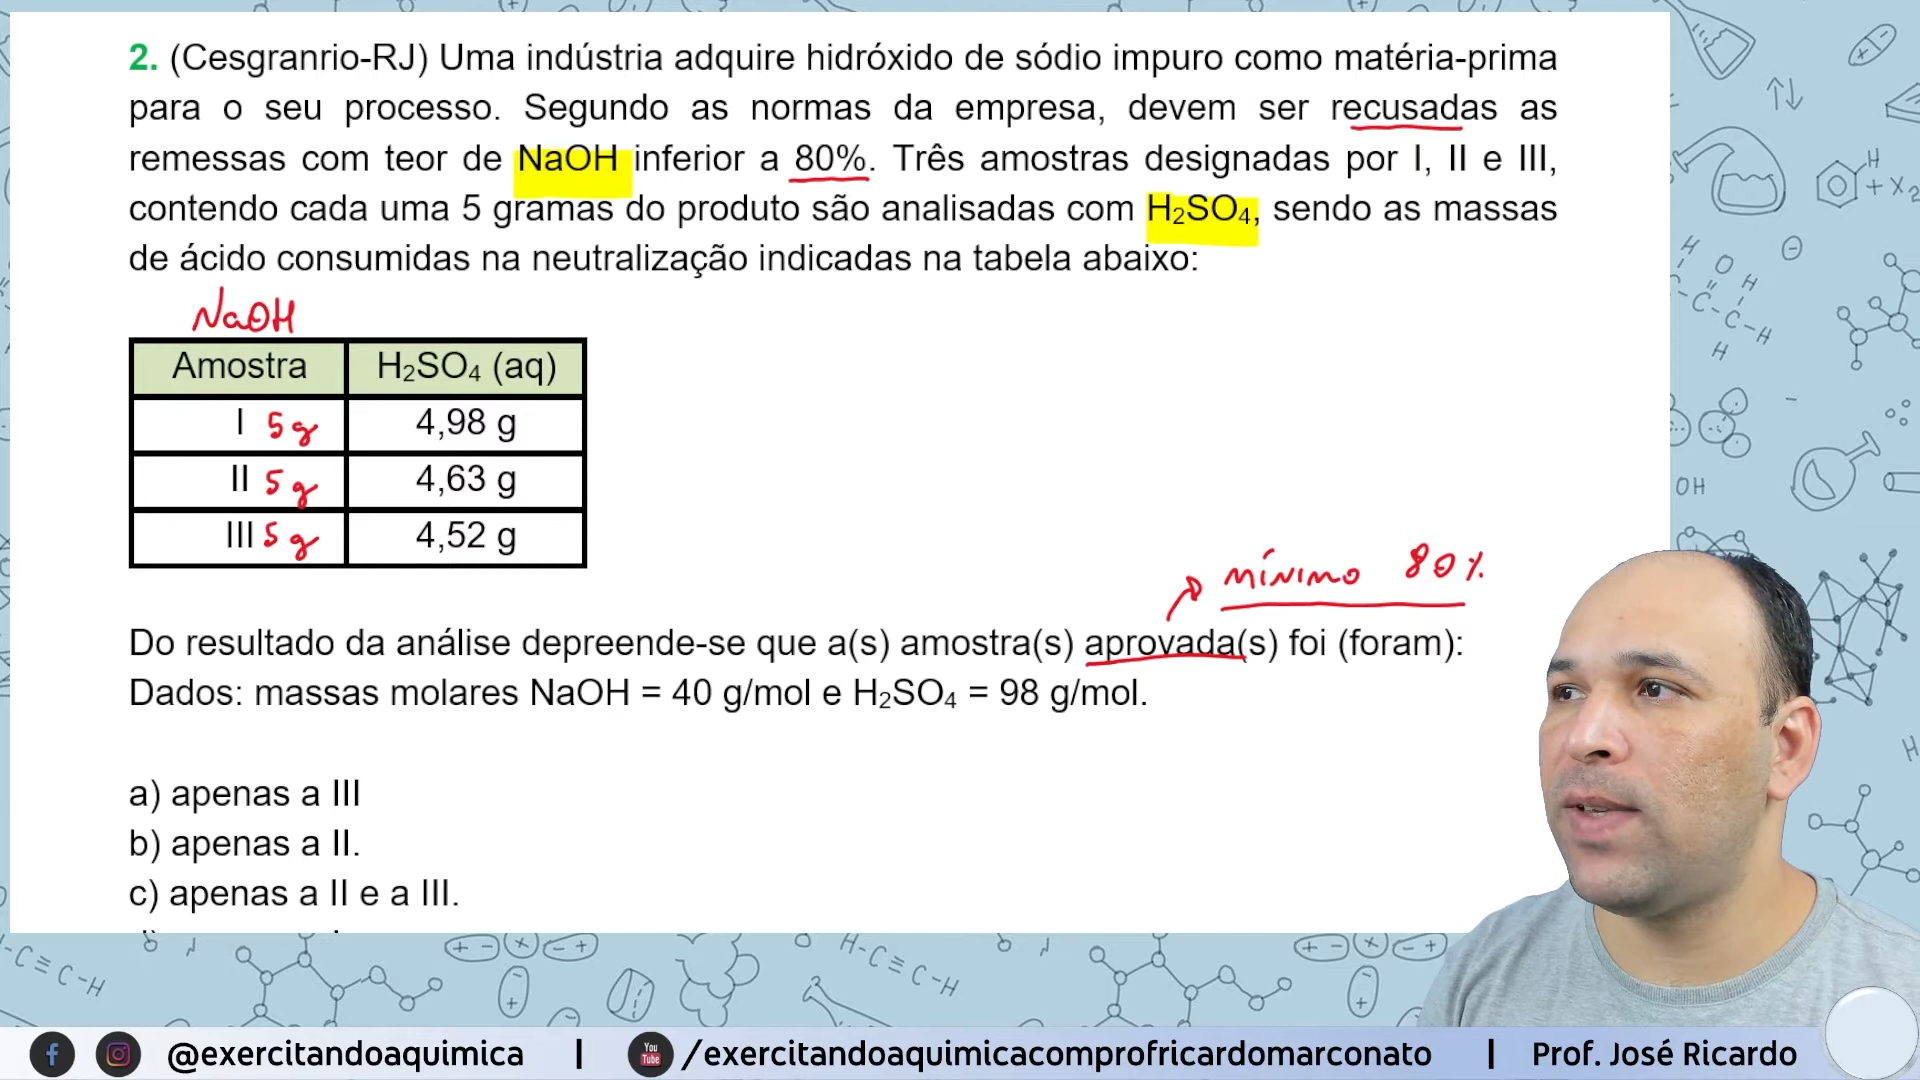 2. (Cesgranrio-RJ) Uma indústria adquire hidróxido de sódio impuro como matéria-prima
para o seu processo. Segundo as normas da empresa, devem ser recusadas as
remessas com teor de NaOH inferior a 80%. Três amostras designadas por I, II e III,
contendo cada uma 5 gramas do produto são analisadas com H₂SO₄, sendo as massas
de ácido consumidas na neutralização indicadas na tabela abaixo:
NaOH
Amostra H₂SO₄ (aq)
I 5g 4,98 g
II 5g 4,63 g
III 5g 4,52 g
mínimo 80%
Do resultado da análise depreende-se que a(s) amostra(s) aprovada(s) foi (foram):
Dados: massas molares NaOH = 40 g/mol e H₂SO₄ = 98 g/mol.
a) apenas a III
b) apenas a II.
c) apenas a II e a III.
@exercitandoaquimica | You Tube /exercitandoaquimicacomprofricardomarconato | Prof. José Ricardo